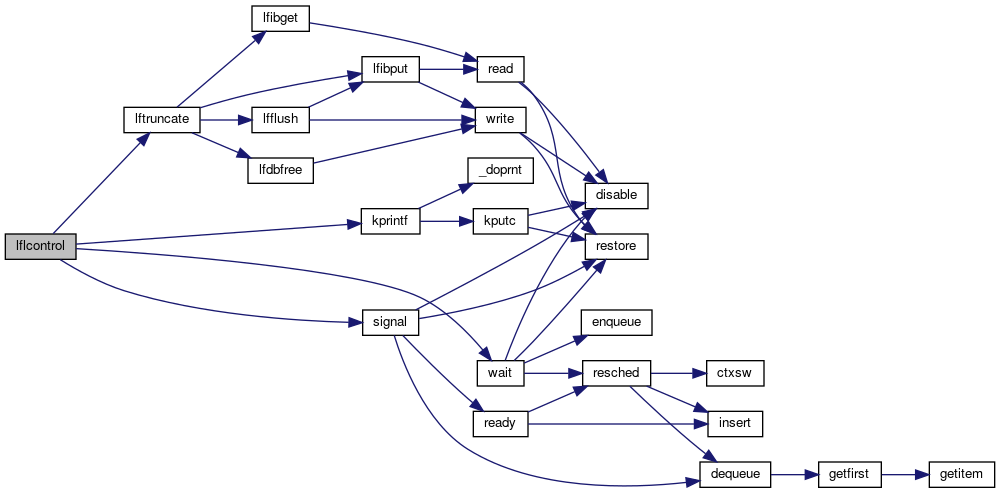 lfibget
lfibput
read
lftruncate
lfflush
write
lfdbfree
_doprnt
disable
kprintf
kputc
lflcontrol
restore
signal
enqueue
wait
resched
ctxsw
ready
insert
dequeue
getfirst
getitem